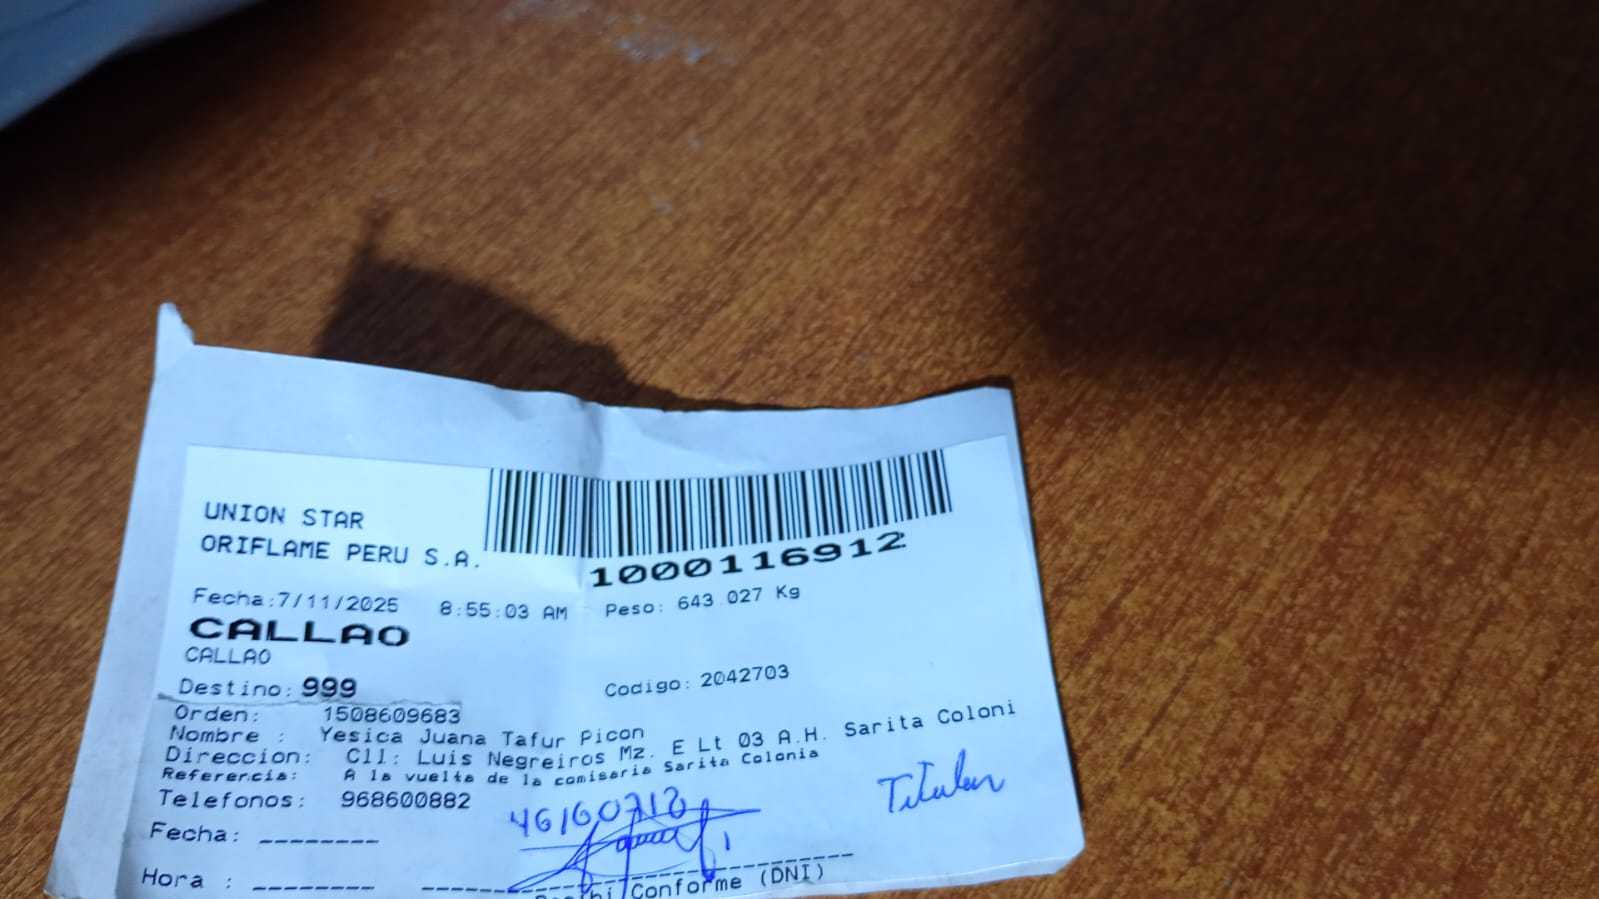 UNION STAR
ORIFLAME PERU S.A.
1000116912
Fecha:7/11/2025 8:55:03 AM Peso: 643.027 Kg
CALLAO
CALLAO
Destino: 999 Codigo: 2042703
Orden: 1508609683
Nombre : Yesica Juana Tafur Picon
Direccion: Cll: Luis Negreiros Mz. E Lt 03 A.H. Sarita Coloni
Referencia: A la vuelta de la comisaria Sarita Colonia
Telefonos: 968600882
Titular
Fecha: --------
Hora : --------
Conforme (DNI)